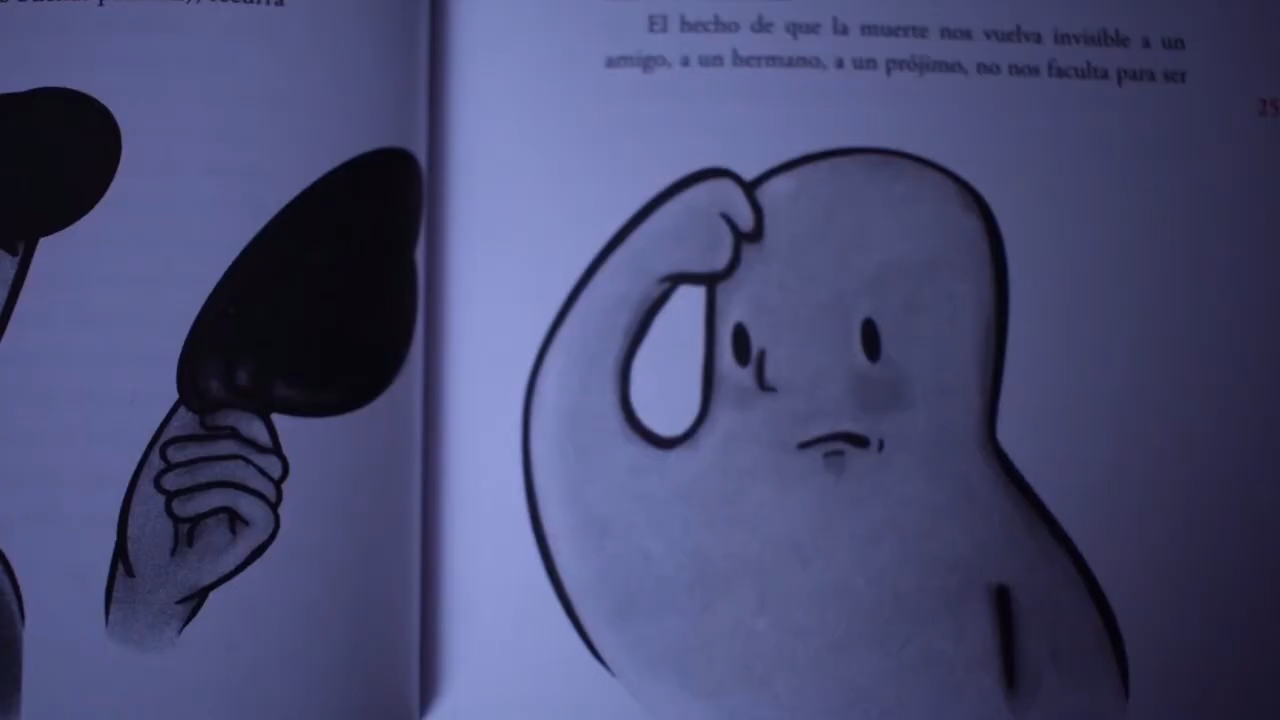 El hecho de que la muerte nos vuelva invisible a un
amigo, a un hermano, a un prójimo, no nos faculta para ser